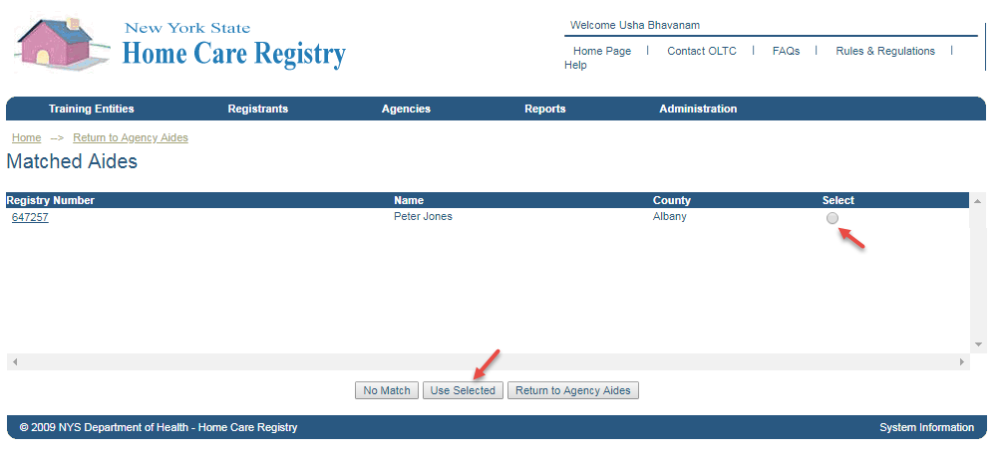 New York State
Home Care Registry
Welcome Usha Bhavanam
Home Page | Contact OLTC | FAQs | Rules & Regulations |
Help
Training Entities Registrants Agencies Reports Administration
Home --> Return to Agency Aides
Matched Aides
Registry Number Name County Select
647257 Peter Jones Albany
No Match Use Selected Return to Agency Aides
© 2009 NYS Department of Health - Home Care Registry System Information